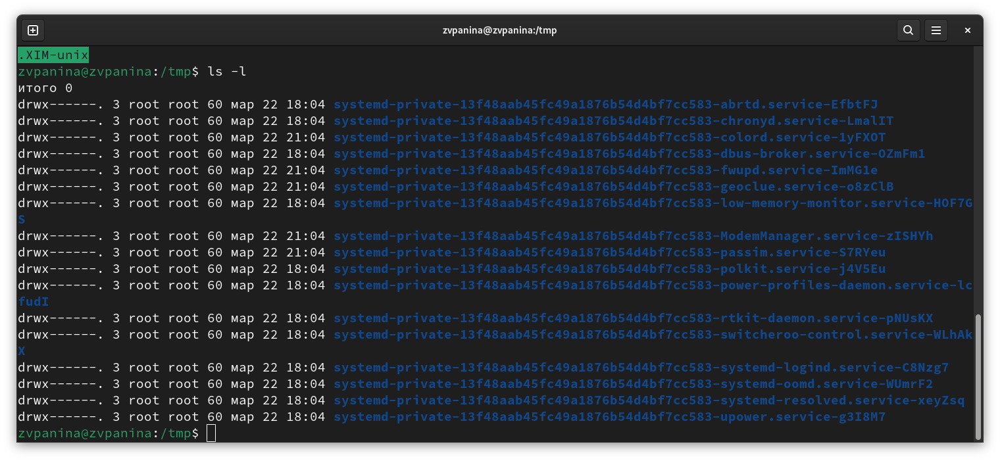 zvpanina@zvpanina:/tmp
.XIM-unix
zvpanina@zvpanina:/tmp$ ls -l
итого 0
drwx------. 3 root root 60 мар 22 18:04 systemd-private-13f48aab45fc49a1876b54d4bf7cc583-abrtd.service-EfbtFJ
drwx------. 3 root root 60 мар 22 18:04 systemd-private-13f48aab45fc49a1876b54d4bf7cc583-chronyd.service-LmalIT
drwx------. 3 root root 60 мар 22 21:04 systemd-private-13f48aab45fc49a1876b54d4bf7cc583-colord.service-1yFXOT
drwx------. 3 root root 60 мар 22 18:04 systemd-private-13f48aab45fc49a1876b54d4bf7cc583-dbus-broker.service-OZmFm1
drwx------. 3 root root 60 мар 22 21:04 systemd-private-13f48aab45fc49a1876b54d4bf7cc583-fwupd.service-ImMG1e
drwx------. 3 root root 60 мар 22 21:04 systemd-private-13f48aab45fc49a1876b54d4bf7cc583-geoclue.service-o8zClB
drwx------. 3 root root 60 мар 22 18:04 systemd-private-13f48aab45fc49a1876b54d4bf7cc583-low-memory-monitor.service-HOF7G
S
drwx------. 3 root root 60 мар 22 21:04 systemd-private-13f48aab45fc49a1876b54d4bf7cc583-ModemManager.service-zISHYh
drwx------. 3 root root 60 мар 22 21:04 systemd-private-13f48aab45fc49a1876b54d4bf7cc583-passim.service-S7RYeu
drwx------. 3 root root 60 мар 22 18:04 systemd-private-13f48aab45fc49a1876b54d4bf7cc583-polkit.service-j4V5Eu
drwx------. 3 root root 60 мар 22 18:04 systemd-private-13f48aab45fc49a1876b54d4bf7cc583-power-profiles-daemon.service-lc
fudI
drwx------. 3 root root 60 мар 22 18:04 systemd-private-13f48aab45fc49a1876b54d4bf7cc583-rtkit-daemon.service-pNUsKX
drwx------. 3 root root 60 мар 22 18:04 systemd-private-13f48aab45fc49a1876b54d4bf7cc583-switcheroo-control.service-WLhAk
X
drwx------. 3 root root 60 мар 22 18:04 systemd-private-13f48aab45fc49a1876b54d4bf7cc583-systemd-logind.service-C8Nzg7
drwx------. 3 root root 60 мар 22 18:04 systemd-private-13f48aab45fc49a1876b54d4bf7cc583-systemd-oomd.service-WUmrF2
drwx------. 3 root root 60 мар 22 18:04 systemd-private-13f48aab45fc49a1876b54d4bf7cc583-systemd-resolved.service-xeyZsq
drwx------. 3 root root 60 мар 22 18:04 systemd-private-13f48aab45fc49a1876b54d4bf7cc583-upower.service-g3I8M7
zvpanina@zvpanina:/tmp$